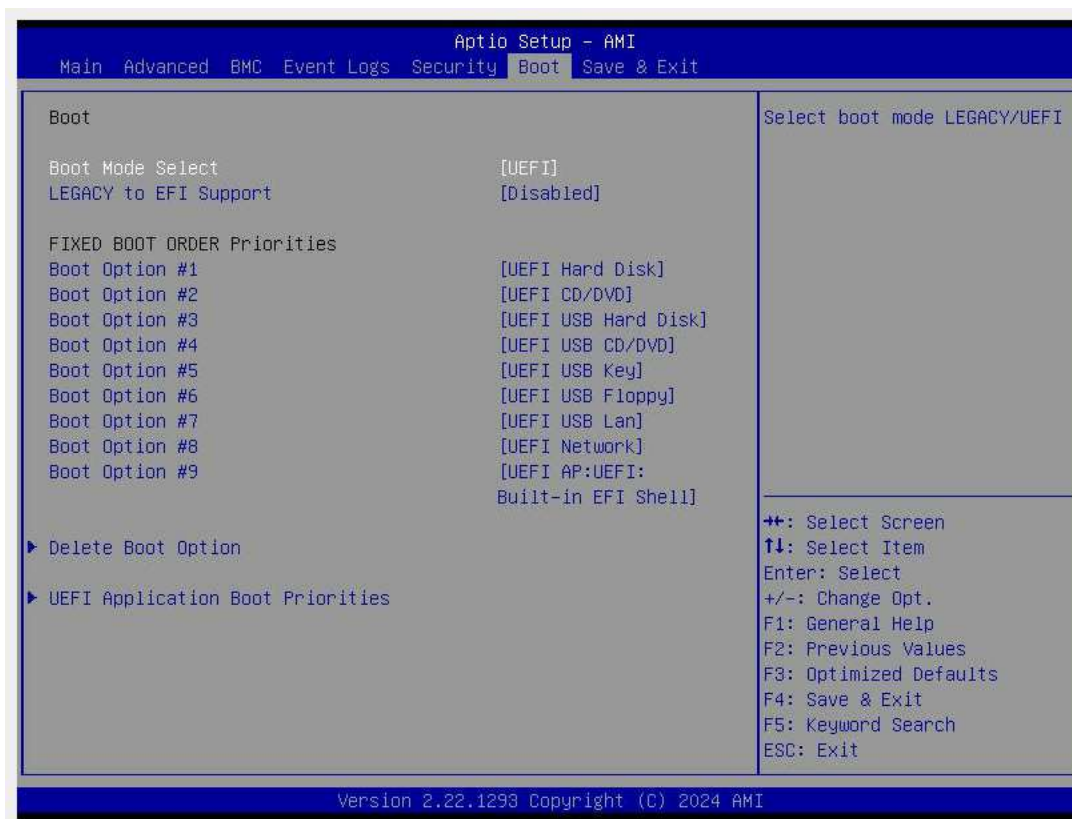 Aptio Setup – AMI
Main Advanced BMC Event Logs Security Boot Save & Exit
Boot
Boot Mode Select [UEFI]
LEGACY to EFI Support [Disabled]
FIXED BOOT ORDER Priorities
Boot Option #1 [UEFI Hard Disk]
Boot Option #2 [UEFI CD/DVD]
Boot Option #3 [UEFI USB Hard Disk]
Boot Option #4 [UEFI USB CD/DVD]
Boot Option #5 [UEFI USB Key]
Boot Option #6 [UEFI USB Floppy]
Boot Option #7 [UEFI USB Lan]
Boot Option #8 [UEFI Network]
Boot Option #9 [UEFI AP:UEFI:
Built-in EFI Shell]
▶ Delete Boot Option
▶ UEFI Application Boot Priorities
Select boot mode LEGACY/UEFI
→←: Select Screen
↑↓: Select Item
Enter: Select
+/-: Change Opt.
F1: General Help
F2: Previous Values
F3: Optimized Defaults
F4: Save & Exit
F5: Keyword Search
ESC: Exit
Version 2.22.1293 Copyright (C) 2024 AMI